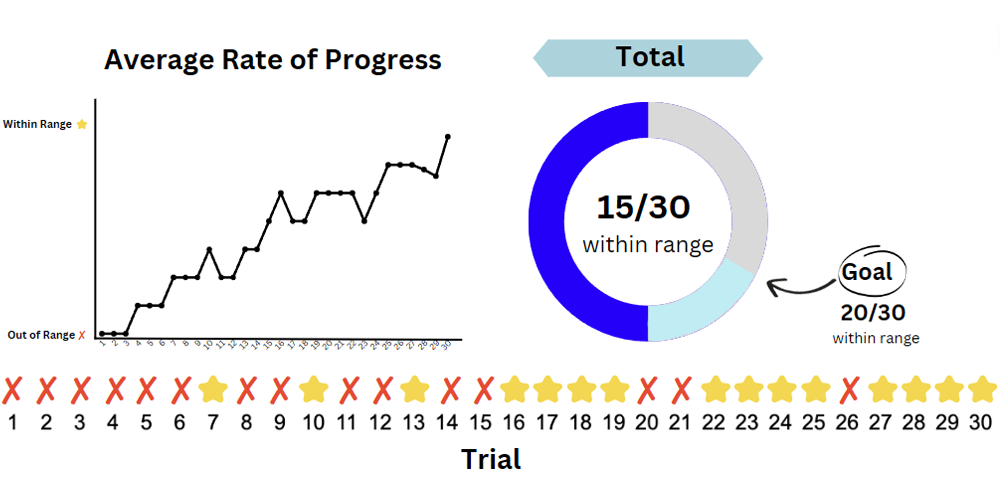 Average Rate of Progress
Total
Within Range
Out of Range
1 2 3 4 5 6 7 8 9 10 11 12 13 14 15 16 17 18 19 20 21 22 23 24 25 26 27 28 29 30
15/30
within range
Goal
20/30
within range
1 2 3 4 5 6 7 8 9 10 11 12 13 14 15 16 17 18 19 20 21 22 23 24 25 26 27 28 29 30
Trial